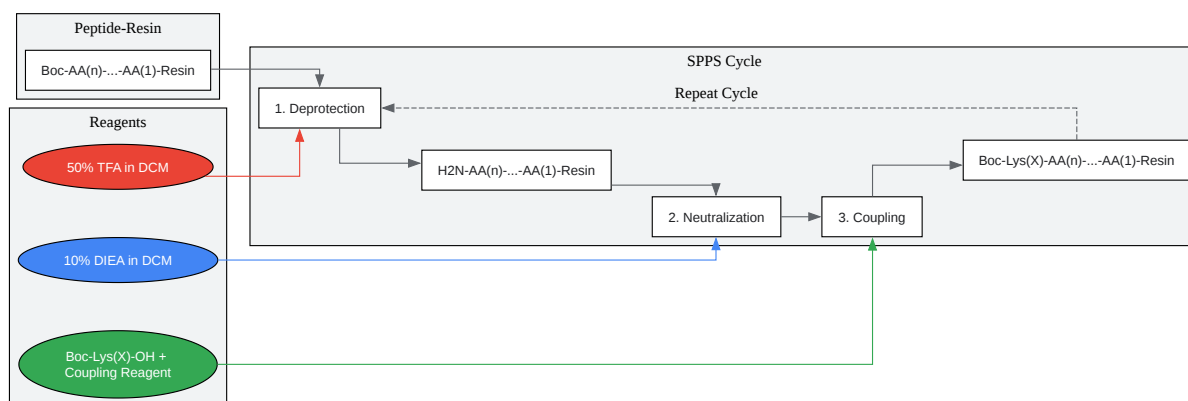 Peptide-Resin
Boc-AA(n)-...-AA(1)-Resin
SPPS Cycle
Repeat Cycle
1. Deprotection
Reagents
50% TFA in DCM
H2N-AA(n)-...-AA(1)-Resin
Boc-Lys(X)-AA(n)-...-AA(1)-Resin
2. Neutralization
3. Coupling
10% DIEA in DCM
Boc-Lys(X)-OH +
Coupling Reagent